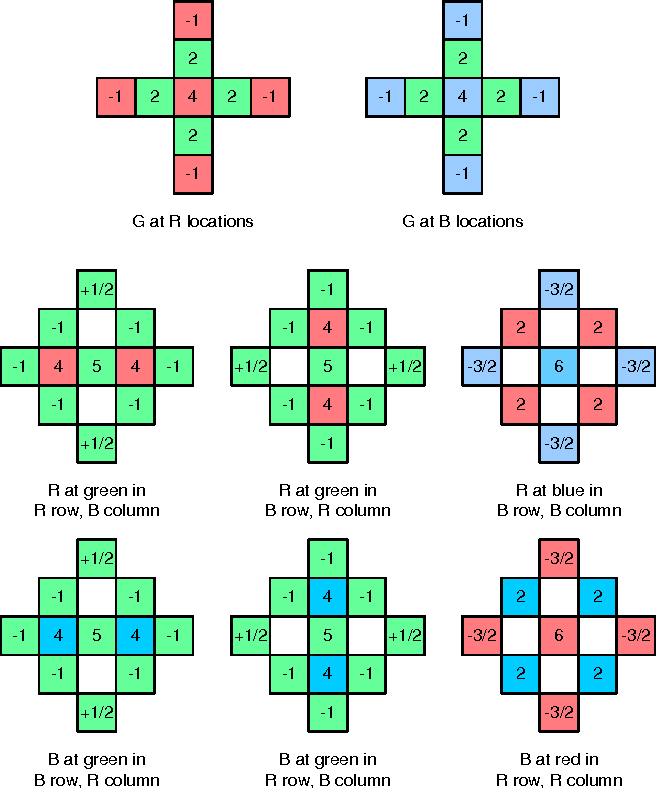 -1 -1
2 2
-1 2 4 2 -1 -1 2 4 2 -1
2 2
-1 -1
G at R locations G at B locations
+1/2 -1 -3/2
-1 -1 -1 4 -1 2 2
-1 4 5 4 -1 +1/2 5 +1/2 -3/2 6 -3/2
-1 -1 -1 4 -1 2 2
+1/2 -1 -3/2
R at green in R at green in R at blue in
R row, B column B row, R column B row, B column
+1/2 -1 -3/2
-1 -1 -1 4 -1 2 2
-1 4 5 4 -1 +1/2 5 +1/2 -3/2 6 -3/2
-1 -1 -1 4 -1 2 2
+1/2 -1 -3/2
B at green in B at green in B at red in
B row, R column R row, B column R row, R column